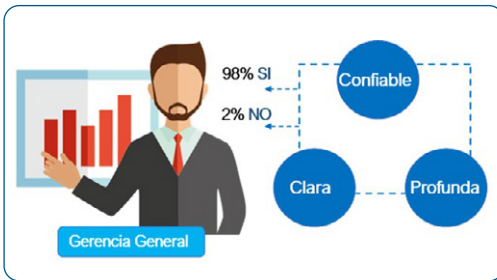 98% SI
2% NO
Confiable
Clara
Profunda
Gerencia General